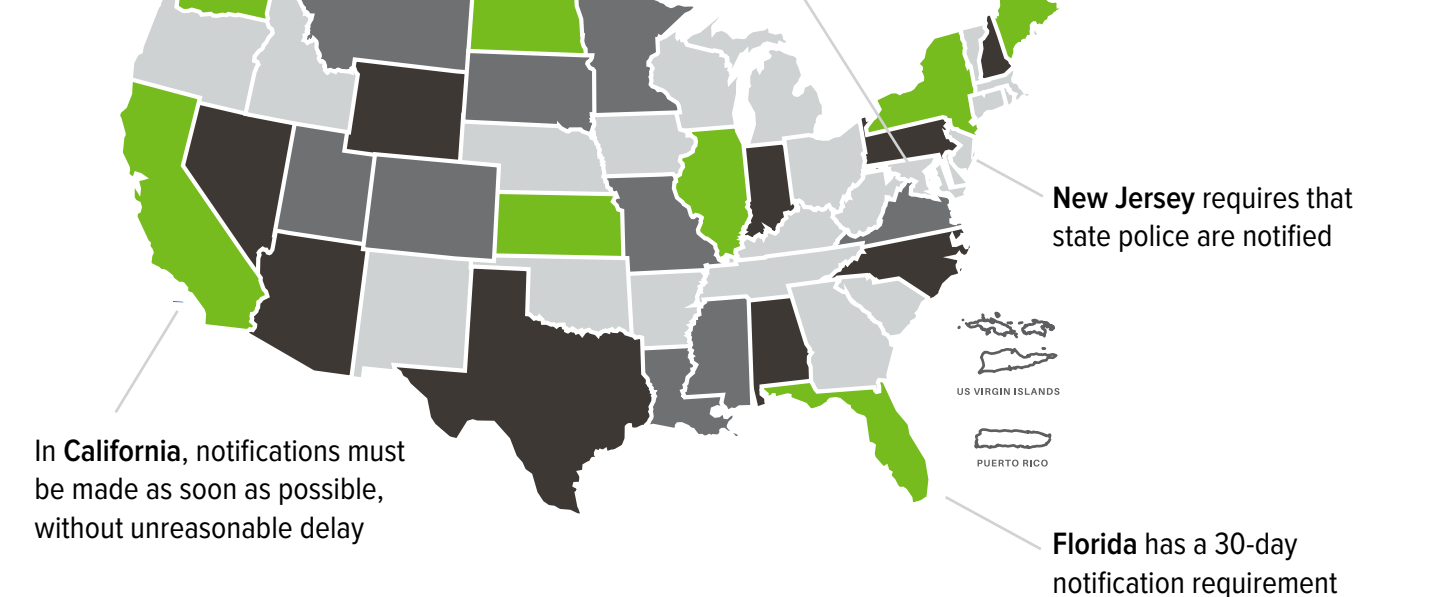 New Jersey requires that
state police are notified
US VIRGIN ISLANDS
PUERTO RICO
In California, notifications must
be made as soon as possible,
without unreasonable delay
Florida has a 30-day
notification requirement